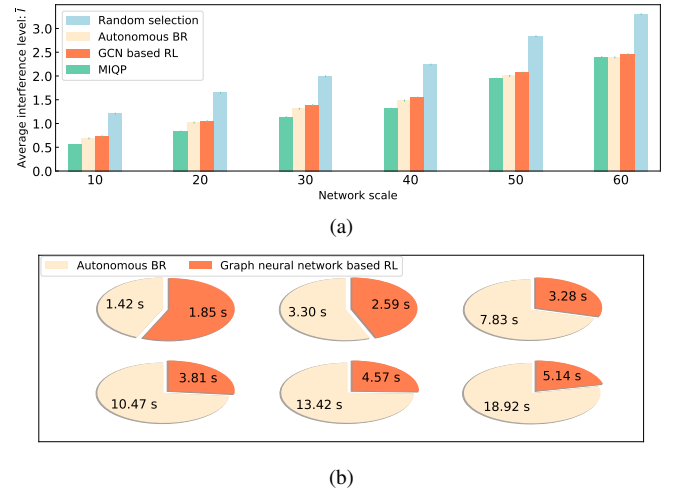 Average interference level: Ī
3.0
2.5
2.0
1.5
1.0
0.5
0.0
Random selection
Autonomous BR
GCN based RL
MIQP
10 20 30 40 50 60
Network scale
(a)
Autonomous BR Graph neural network based RL
1.42 s 1.85 s 3.30 s 2.59 s 7.83 s 3.28 s
10.47 s 3.81 s 13.42 s 4.57 s 18.92 s 5.14 s
(b)